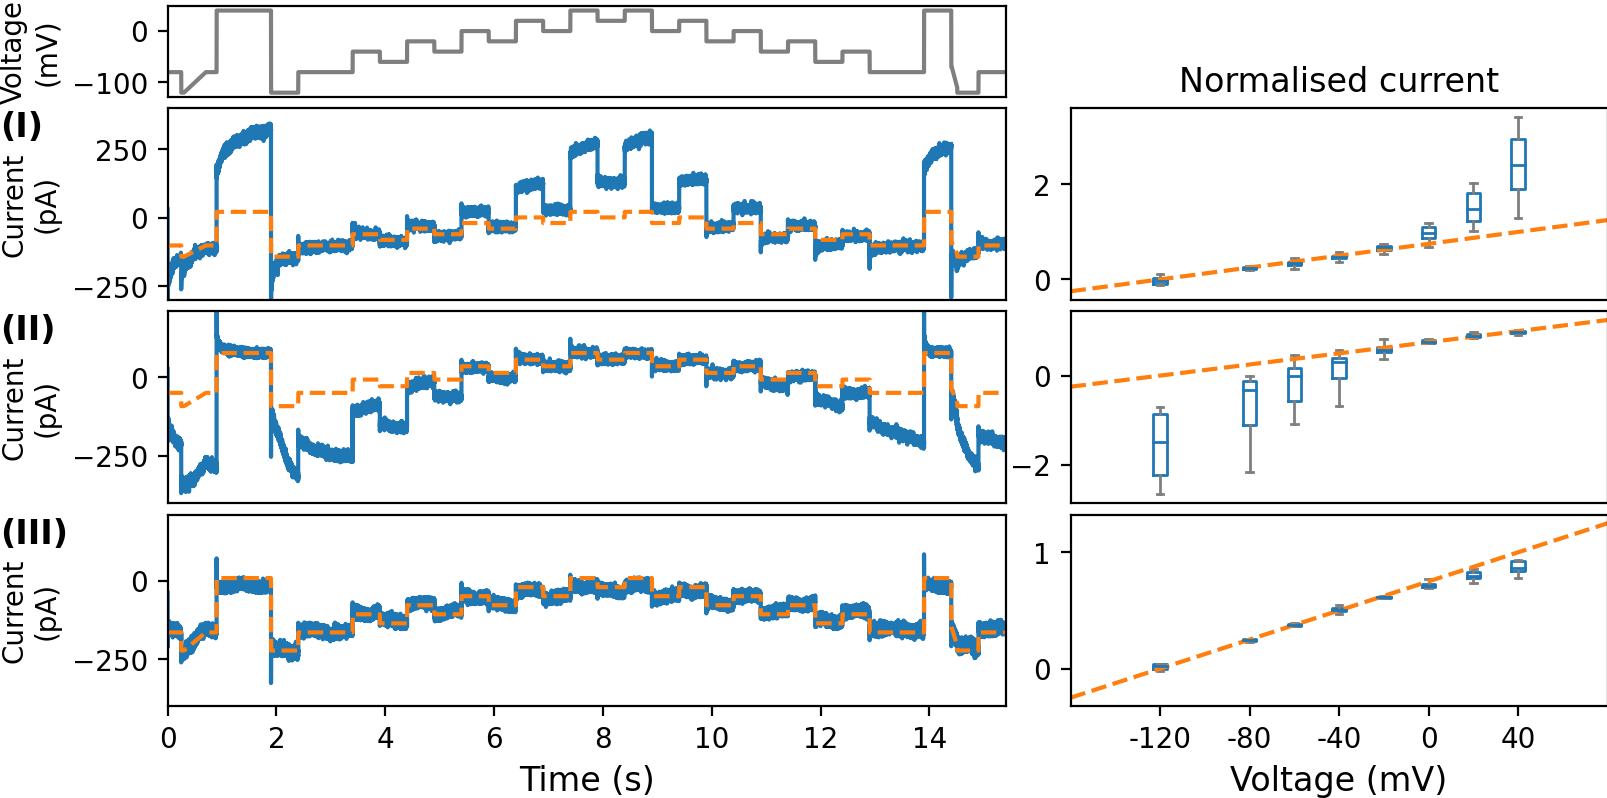 Voltage
(mV)
0
−100
Normalised current
(I)
Current
(pA)
250
0
−250
2
0
(II)
Current
(pA)
0
−250
0
−2
(III)
Current
(pA)
0
−250
1
0
0 2 4 6 8 10 12 14
-120 -80 -40 0 40
Time (s)
Voltage (mV)